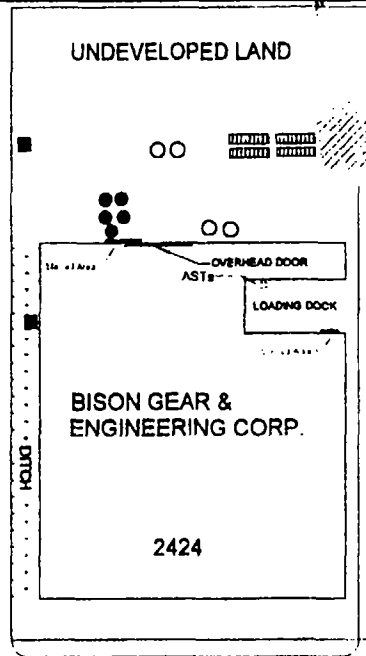 UNDEVELOPED LAND
OVERHEAD DOOR
ASTs
LOADING DOCK
BISON GEAR &
ENGINEERING CORP.
DITCH
2424